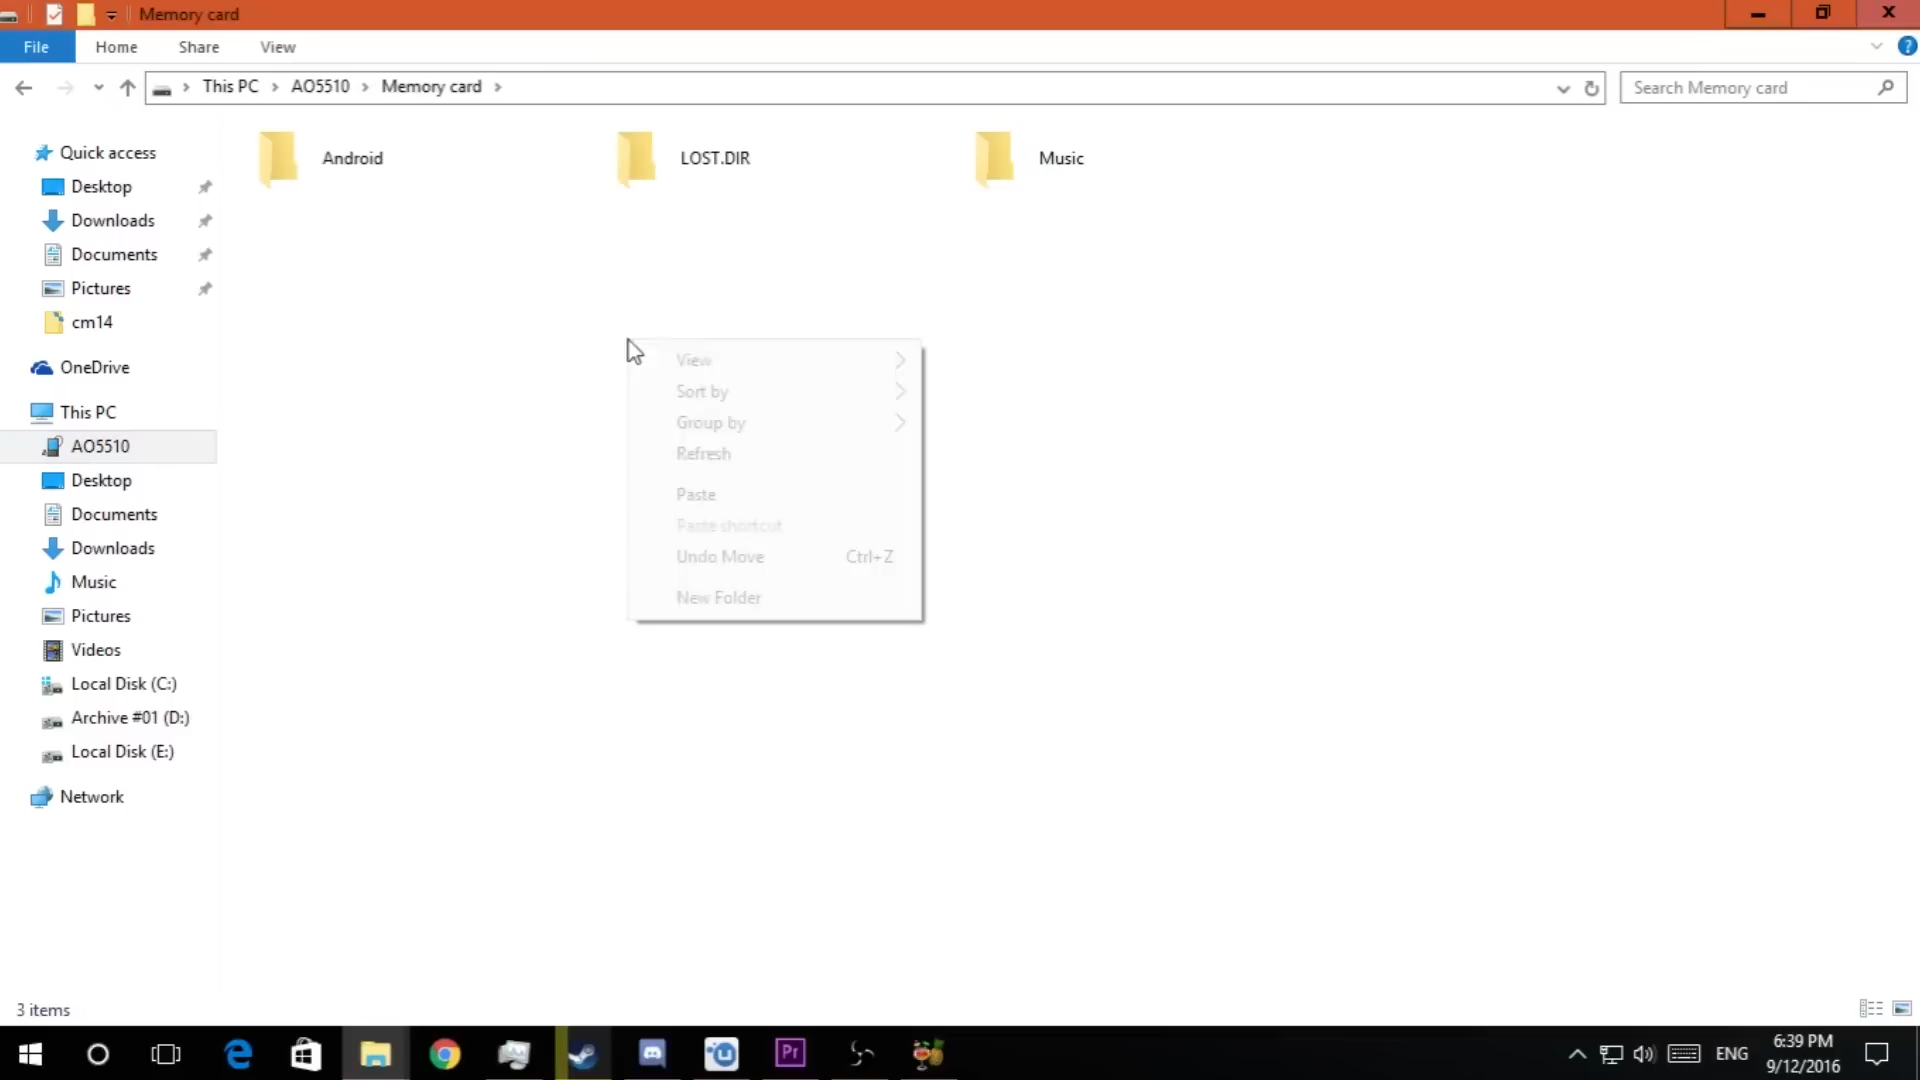 Memory card
File Home Share View
This PC AO5510 Memory card
Search Memory card
Quick access
Desktop
Downloads
Documents
Pictures
cm14
OneDrive
This PC
AO5510
Desktop
Documents
Downloads
Music
Pictures
Videos
Local Disk (C:)
Archive #01 (D:)
Local Disk (E:)
Network
Android LOST.DIR Music
View
Sort by
Group by
Refresh
Paste
Paste shortcut
Undo Move Ctrl+Z
New Folder
3 items
Pr
ENG
6:39 PM
9/12/2016